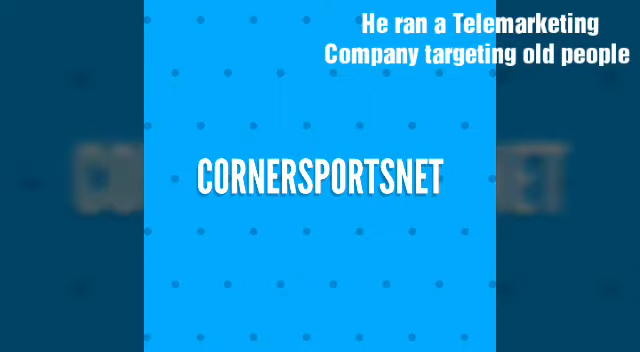 He ran a Telemarketing
Company targeting old people
CORNERSPORTSNET